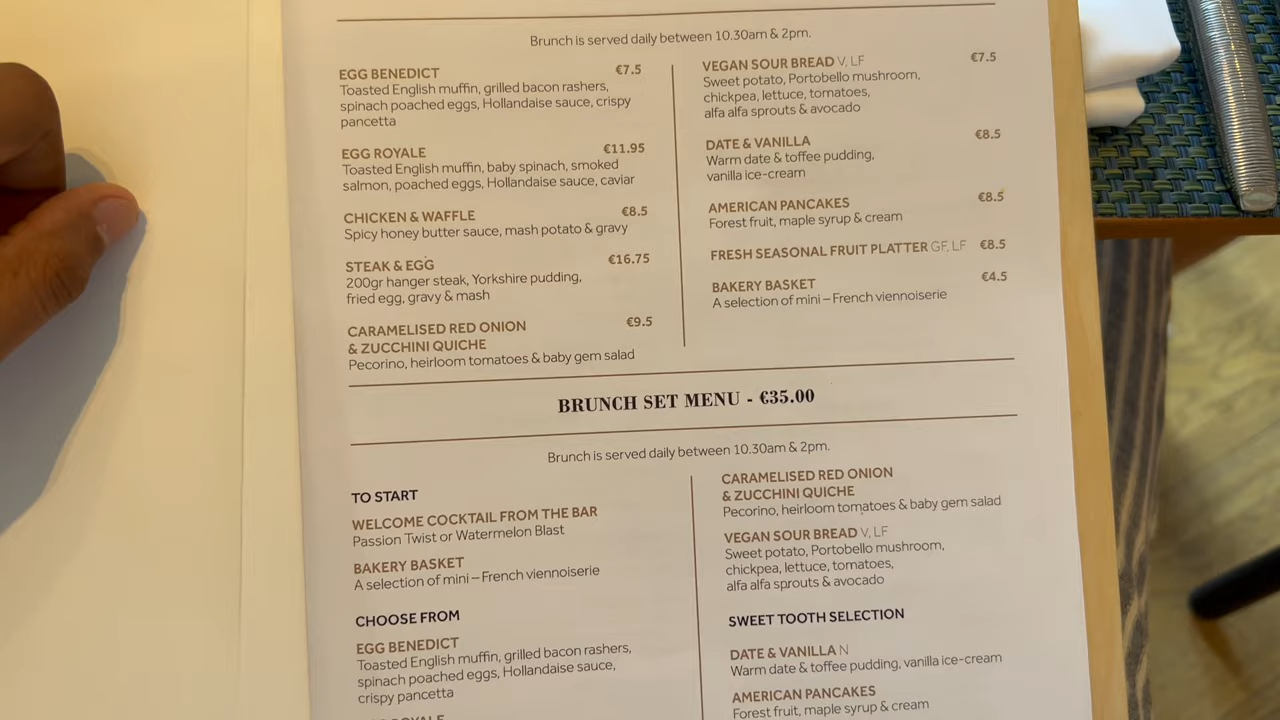 Brunch is served daily between 10.30am & 2pm.
EGG BENEDICT €7.5
Toasted English muffin, grilled bacon rashers,
spinach poached eggs, Hollandaise sauce, crispy
pancetta
EGG ROYALE €11.95
Toasted English muffin, baby spinach, smoked
salmon, poached eggs, Hollandaise sauce, caviar
CHICKEN & WAFFLE €8.5
Spicy honey butter sauce, mash potato & gravy
STEAK & EGG €16.75
200gr hanger steak, Yorkshire pudding,
fried egg, gravy & mash
CARAMELISED RED ONION €9.5
& ZUCCHINI QUICHE
Pecorino, heirloom tomatoes & baby gem salad
VEGAN SOUR BREAD V, LF €7.5
Sweet potato, Portobello mushroom,
chickpea, lettuce, tomatoes,
alfa alfa sprouts & avocado
DATE & VANILLA €8.5
Warm date & toffee pudding,
vanilla ice-cream
AMERICAN PANCAKES €8.5
Forest fruit, maple syrup & cream
FRESH SEASONAL FRUIT PLATTER GF, LF €8.5
BAKERY BASKET €4.5
A selection of mini – French viennoiserie
BRUNCH SET MENU - €35.00
Brunch is served daily between 10.30am & 2pm.
TO START
WELCOME COCKTAIL FROM THE BAR
Passion Twist or Watermelon Blast
BAKERY BASKET
A selection of mini – French viennoiserie
CHOOSE FROM
EGG BENEDICT
Toasted English muffin, grilled bacon rashers,
spinach poached eggs, Hollandaise sauce,
crispy pancetta
CARAMELISED RED ONION
& ZUCCHINI QUICHE
Pecorino, heirloom tomatoes & baby gem salad
VEGAN SOUR BREAD V, LF
Sweet potato, Portobello mushroom,
chickpea, lettuce, tomatoes,
alfa alfa sprouts & avocado
SWEET TOOTH SELECTION
DATE & VANILLA N
Warm date & toffee pudding, vanilla ice-cream
AMERICAN PANCAKES
Forest fruit, maple syrup & cream